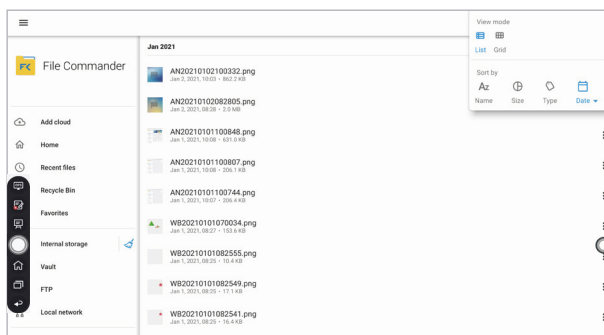 View mode
List Grid
Sort by
Az
Name Size Type Date
FC File Commander
Add cloud
Home
Recent files
Recycle Bin
Favorites
Internal storage
Vault
FTP
Local network
Jan 2021
AN20210102100332.png
Jan 2, 2021, 10:03 • 862.2 KB
AN20210102082805.png
Jan 2, 2021, 08:28 • 2.0 MB
AN20210101100848.png
Jan 1, 2021, 10:08 • 631.0 KB
AN20210101100807.png
Jan 1, 2021, 10:08 • 206.1 KB
AN20210101100744.png
Jan 1, 2021, 10:07 • 206.4 KB
WB20210101070034.png
Jan 1, 2021, 08:27 • 153.6 KB
WB20210101082555.png
Jan 1, 2021, 08:25 • 10.4 KB
WB20210101082549.png
Jan 1, 2021, 08:25 • 17.1 KB
WB20210101082541.png
Jan 1, 2021, 08:25 • 16.4 KB